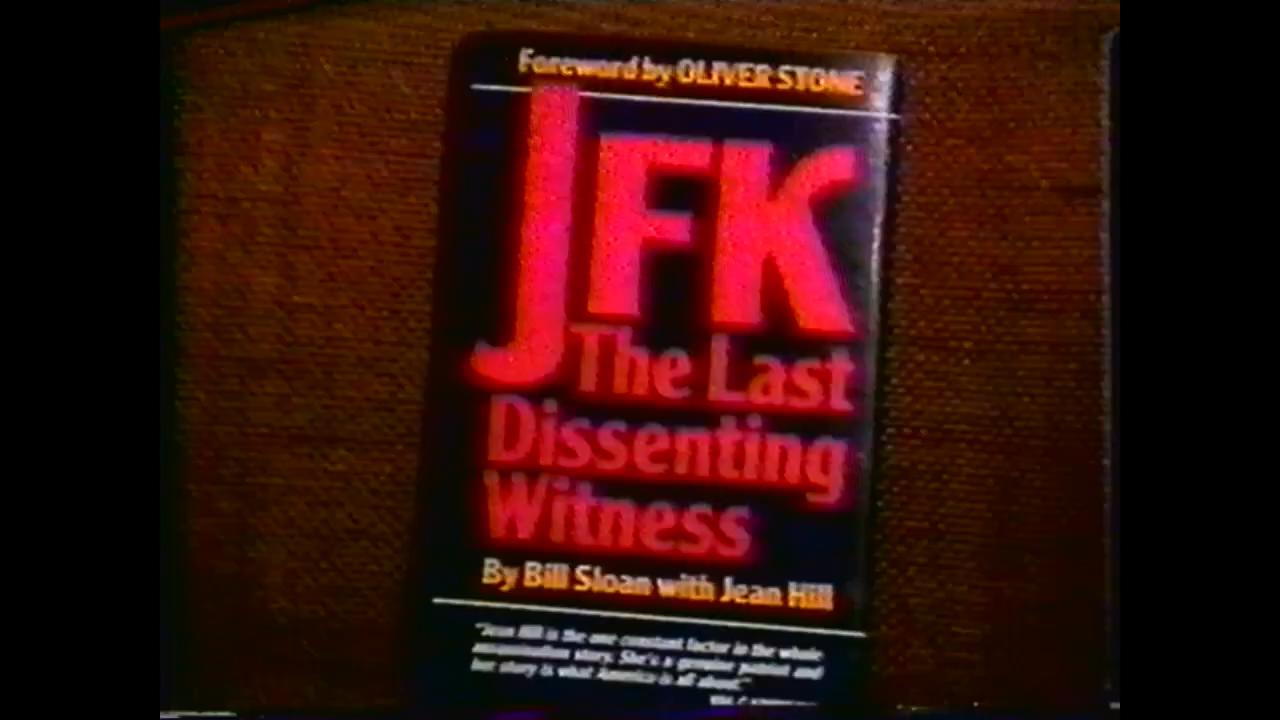 Foreword by OLIVER STONE
JFK
The Last
Dissenting
Witness
By Bill Sloan with Jean Hill
"Jean Hill is the one constant factor in the whole
assassination story. She's a genuine patriot and
her story is what America is all about."